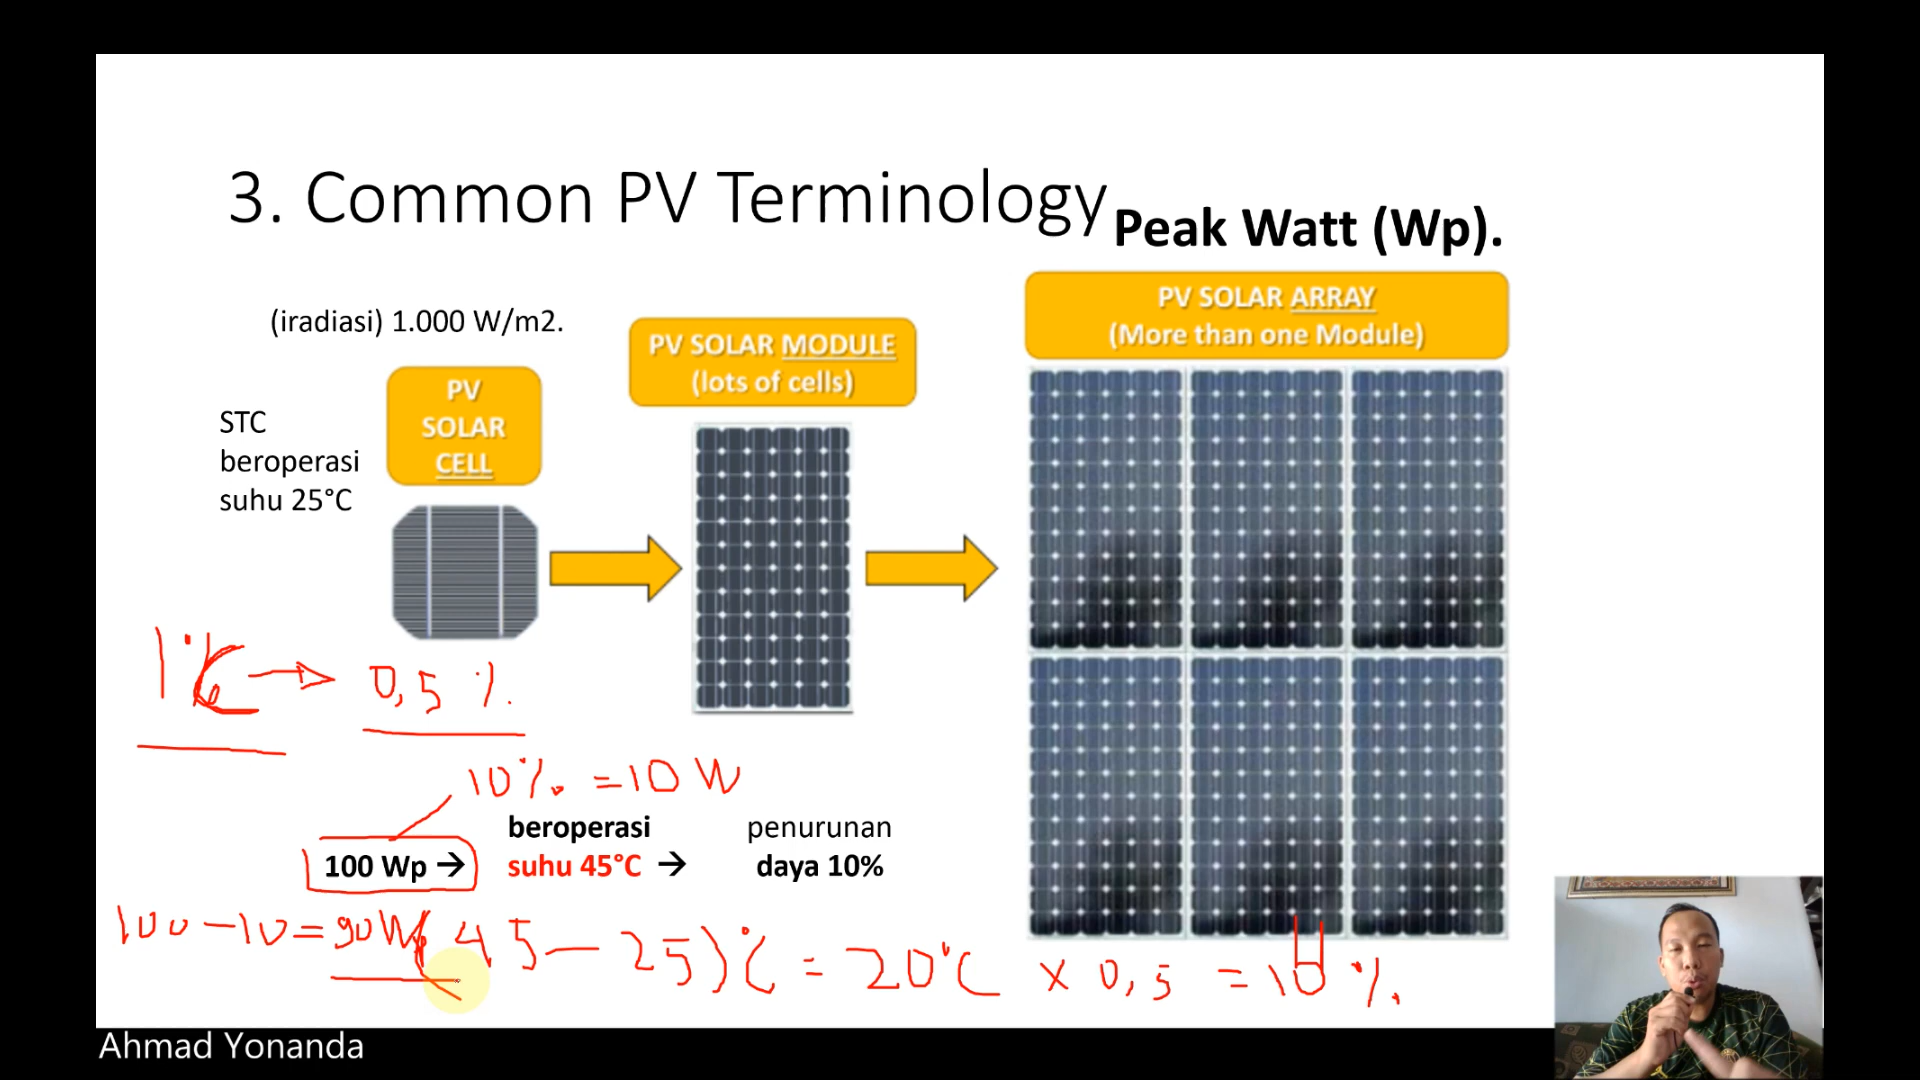 3. Common PV Terminology
Peak Watt (Wp).
(iradiasi) 1.000 W/m2.
PV SOLAR MODULE
(lots of cells)
PV SOLAR ARRAY
(More than one Module)
PV
SOLAR
CELL
STC
beroperasi
suhu 25°C
1°C → 0,5 %.
10% = 10 W
100 Wp →
beroperasi
suhu 45°C →
penurunan
daya 10%
100 - 10 = 90 Wp
(45 - 25)°C = 20°C x 0,5 = 10 %.
Ahmad Yonanda